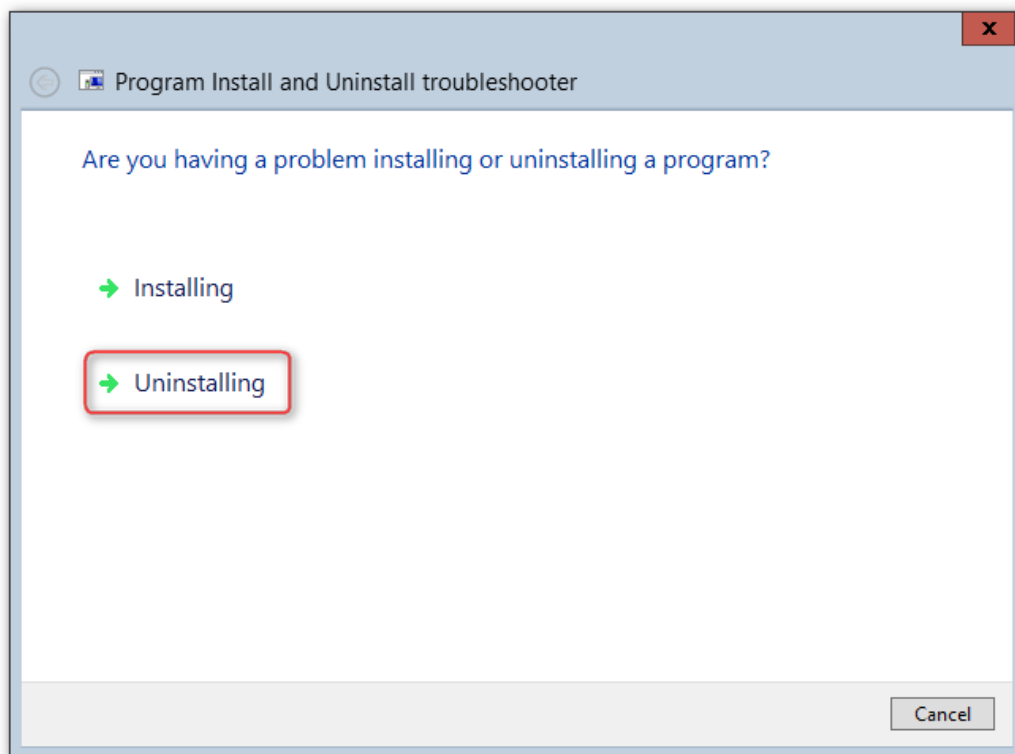 x
Program Install and Uninstall troubleshooter
Are you having a problem installing or uninstalling a program?
Installing
Uninstalling
Cancel